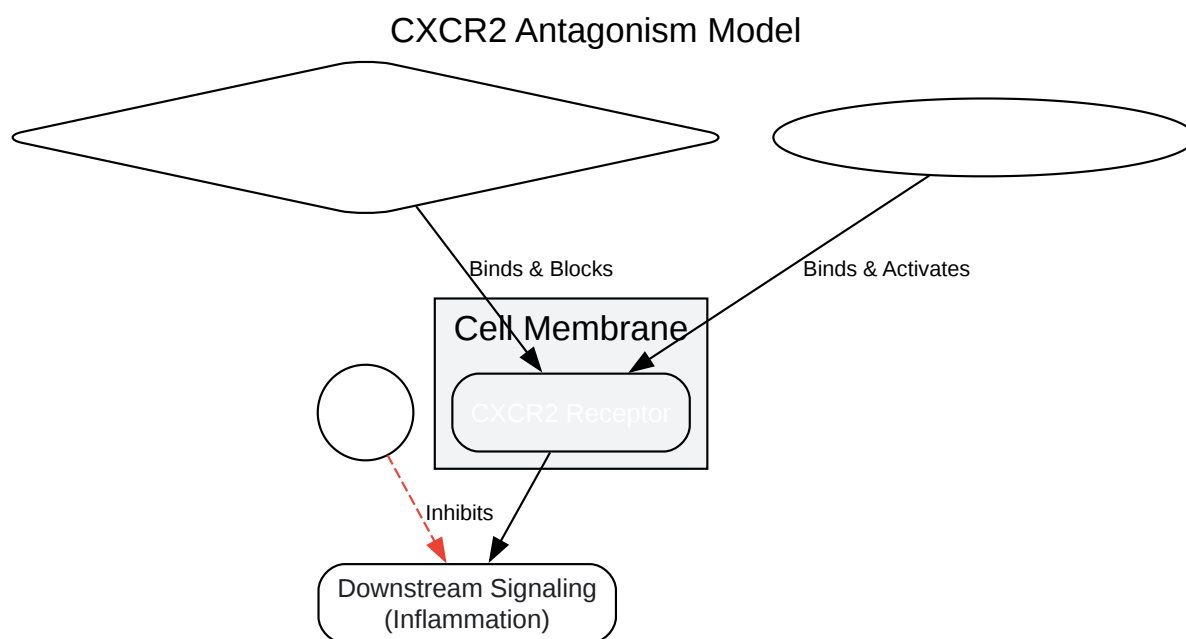 CXCR2 Antagonism Model
Binds & Blocks
Binds & Activates
Cell Membrane
CXCR2 Receptor
Inhibits
Downstream Signaling
(Inflammation)